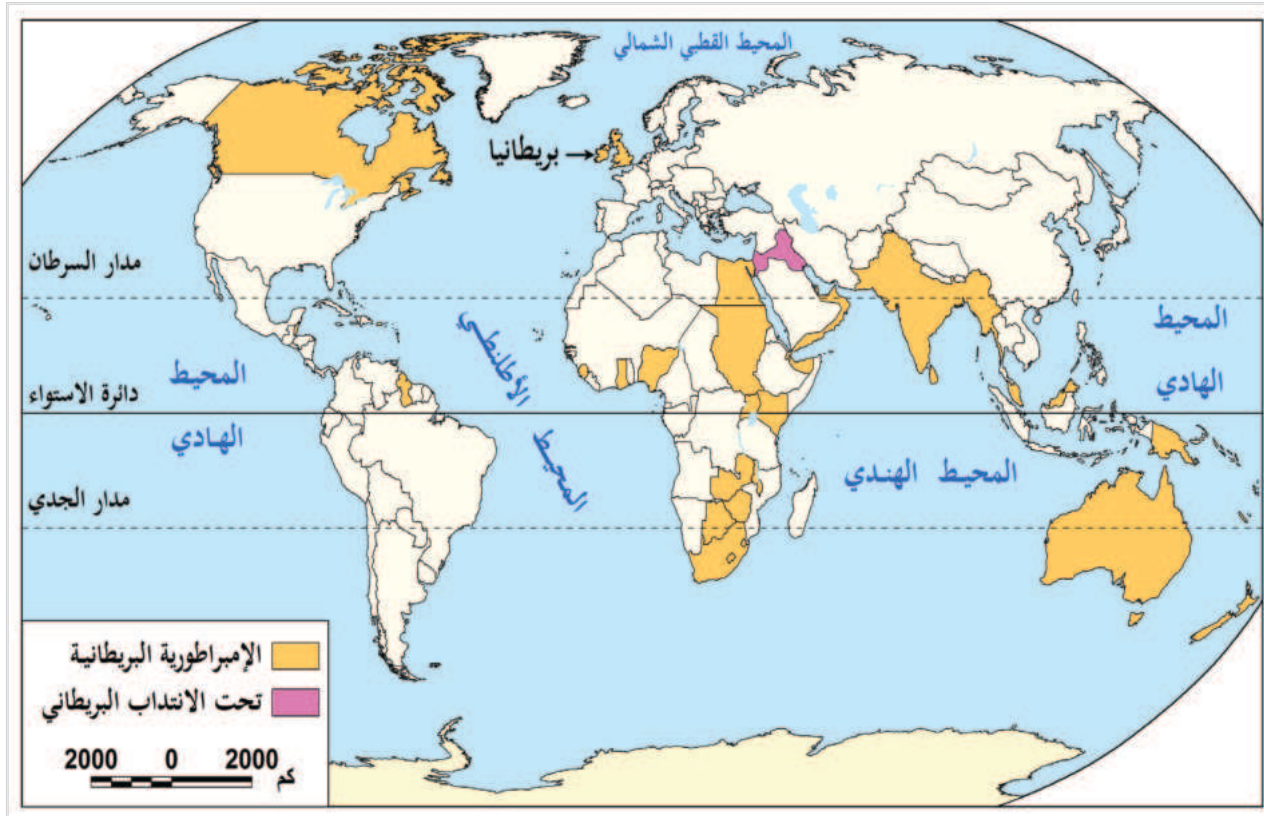 المحيط القطبي الشمالي
بريطانيا
مدار السرطان
المحيط
الأطلنطي
المحيط
الهادي
المحيط
دائرة الاستواء
الهادي
المحيط
المحيط الهندي
مدار الجدي
الإمبراطورية البريطانية
تحت الانتداب البريطاني
2000 0 2000
كم